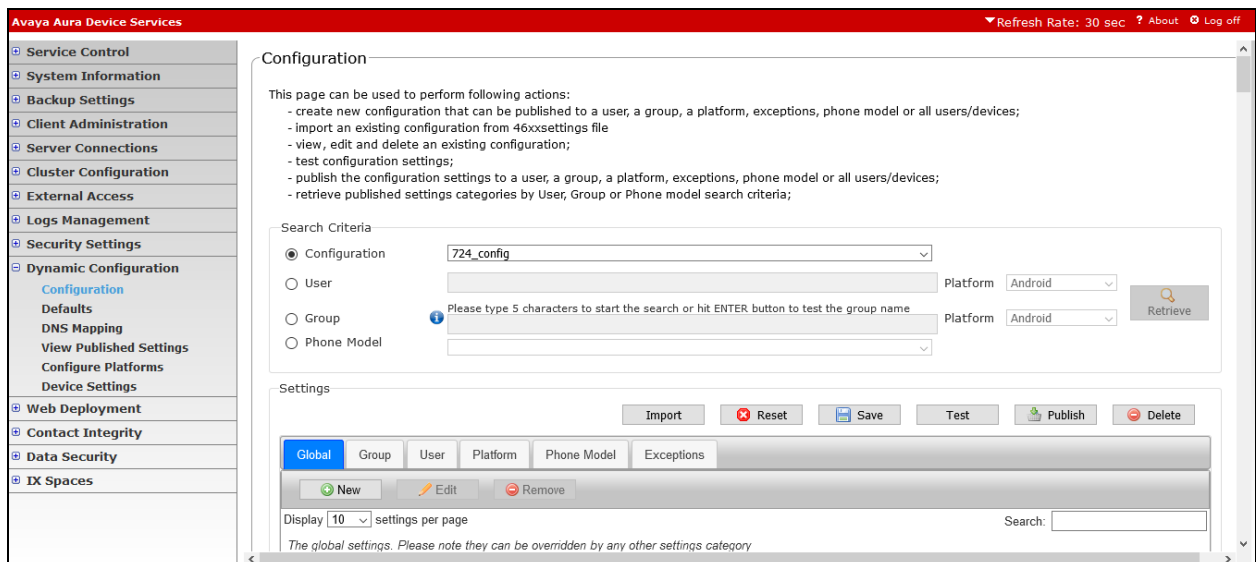 Avaya Aura Device Services
Refresh Rate: 30 sec ? About Log off
Service Control
System Information
Backup Settings
Client Administration
Server Connections
Cluster Configuration
External Access
Logs Management
Security Settings
Dynamic Configuration
Configuration
Defaults
DNS Mapping
View Published Settings
Configure Platforms
Device Settings
Web Deployment
Contact Integrity
Data Security
IX Spaces
Configuration
This page can be used to perform following actions:
- create new configuration that can be published to a user, a group, a platform, exceptions, phone model or all users/devices;
- import an existing configuration from 46xxsettings file
- view, edit and delete an existing configuration;
- test configuration settings;
- publish the configuration settings to a user, a group, a platform, exceptions, phone model or all users/devices;
- retrieve published settings categories by User, Group or Phone model search criteria;
Search Criteria
Configuration 724_config
User Platform Android
Please type 5 characters to start the search or hit ENTER button to test the group name
Group Platform Android
Retrieve
Phone Model
Settings
Import Reset Save Test Publish Delete
Global Group User Platform Phone Model Exceptions
New Edit Remove
Display 10 settings per page Search:
The global settings. Please note they can be overridden by any other settings category